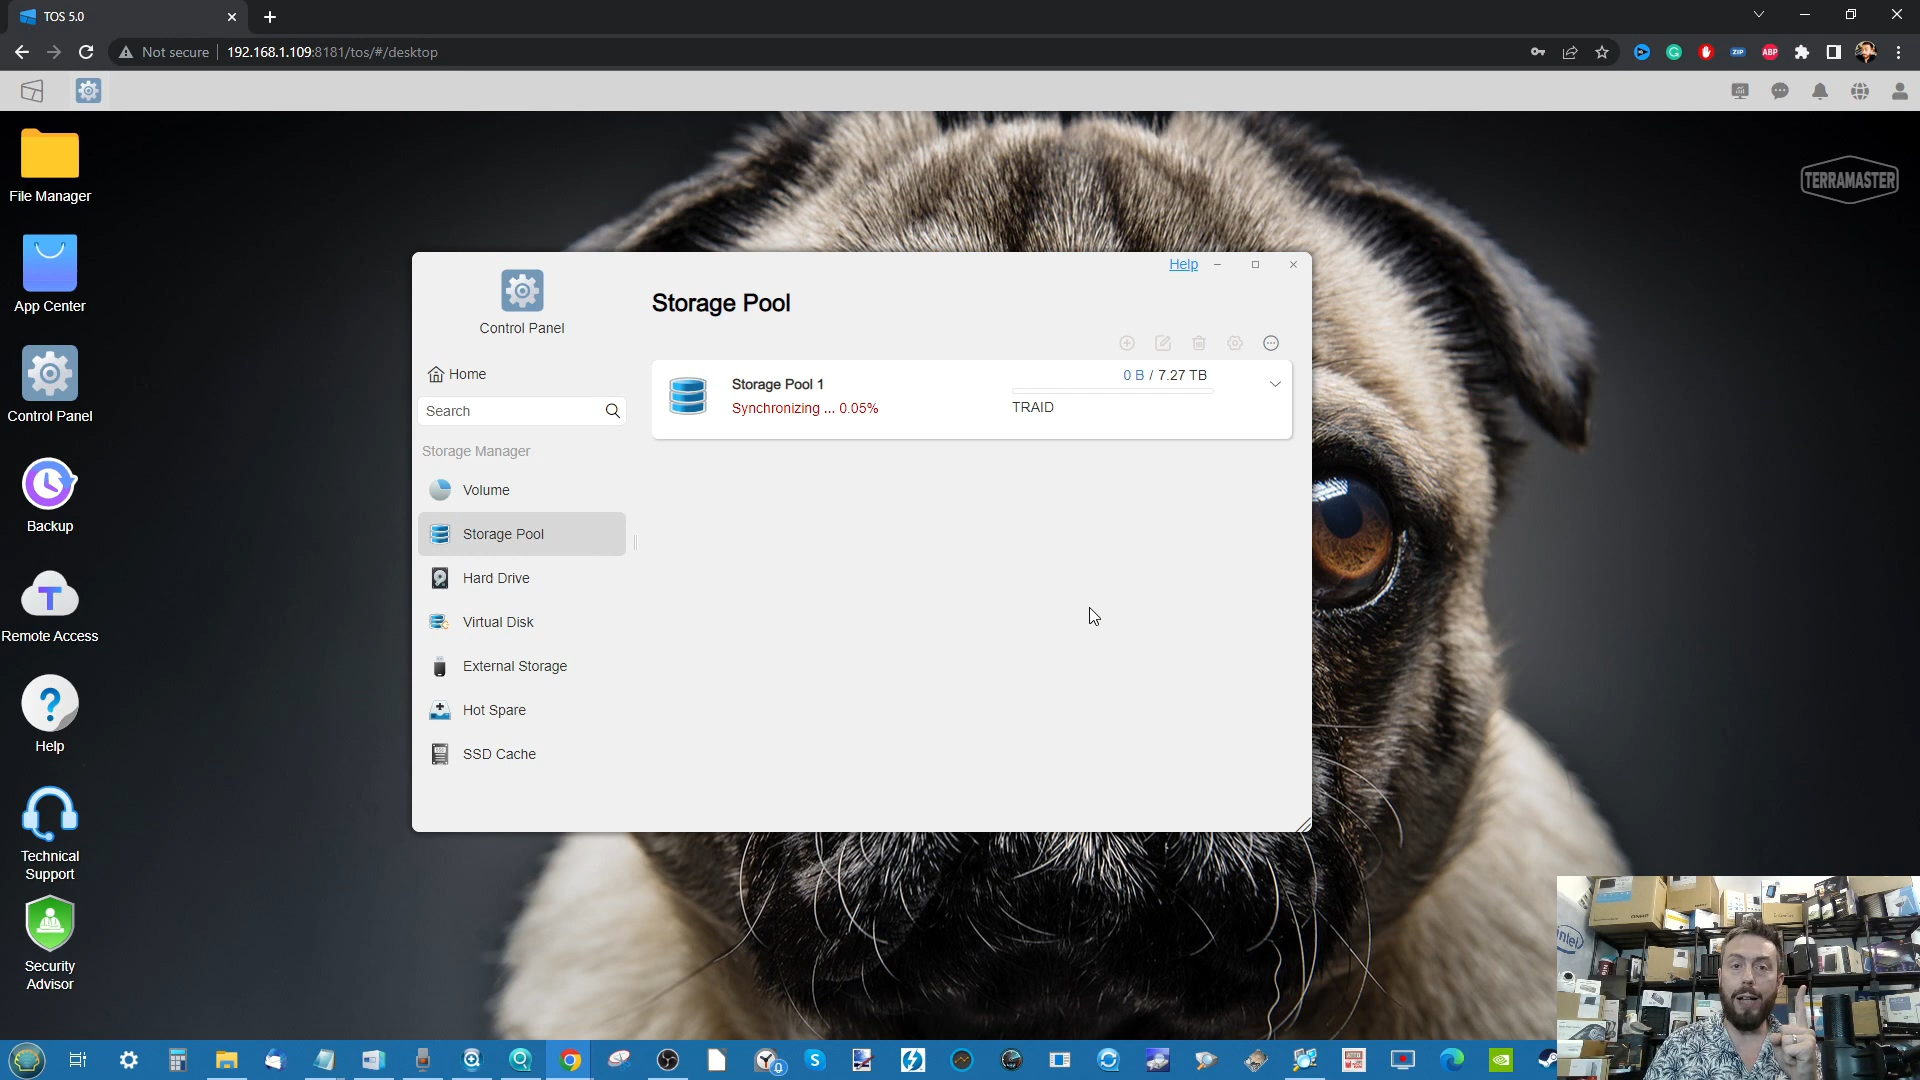 TOS 5.0
Not secure
192.168.1.109:8181/tos/#/desktop
ZIP
ABP
File Manager
App Center
Control Panel
Backup
T
Remote Access
?
Help
Technical
Support
Security
Advisor
TERRAMASTER
Help
Control Panel
Home
Search
Storage Manager
Volume
Storage Pool
Hard Drive
Virtual Disk
External Storage
Hot Spare
SSD Cache
Storage Pool
Storage Pool 1
Synchronizing ... 0.05%
0 B / 7.27 TB
TRAID
intel